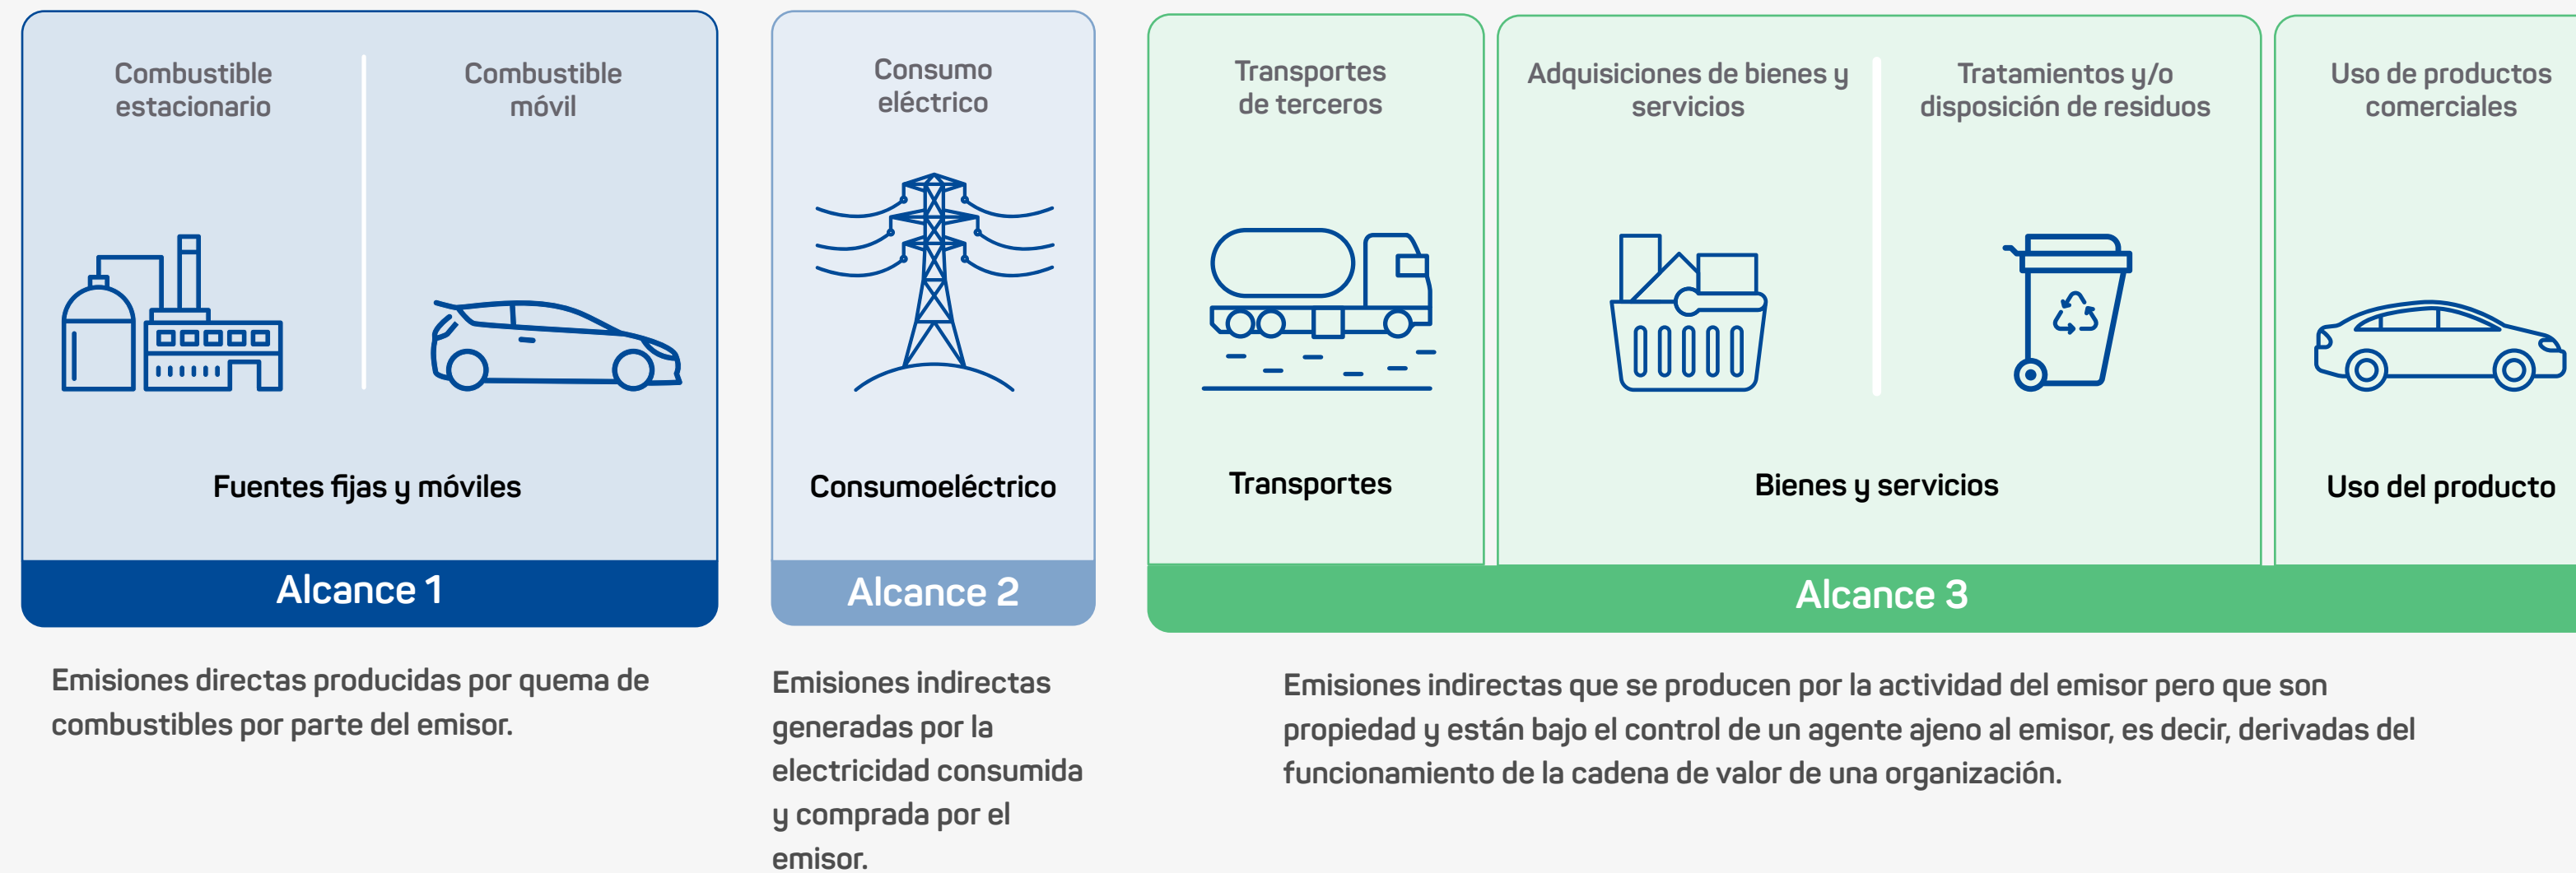 Combustible
estacionario
Combustible
móvil
Fuentes fijas y móviles
Alcance 1
Emisiones directas producidas por quema de
combustibles por parte del emisor.
Consumo
eléctrico
Consumoeléctrico
Alcance 2
Emisiones indirectas
generadas por la
electricidad consumida
y comprada por el
emisor.
Transportes
de terceros
Transportes
Adquisiciones de bienes y
servicios
Tratamientos y/o
disposición de residuos
Bienes y servicios
Uso de productos
comerciales
Uso del producto
Alcance 3
Emisiones indirectas que se producen por la actividad del emisor pero que son
propiedad y están bajo el control de un agente ajeno al emisor, es decir, derivadas del
funcionamiento de la cadena de valor de una organización.